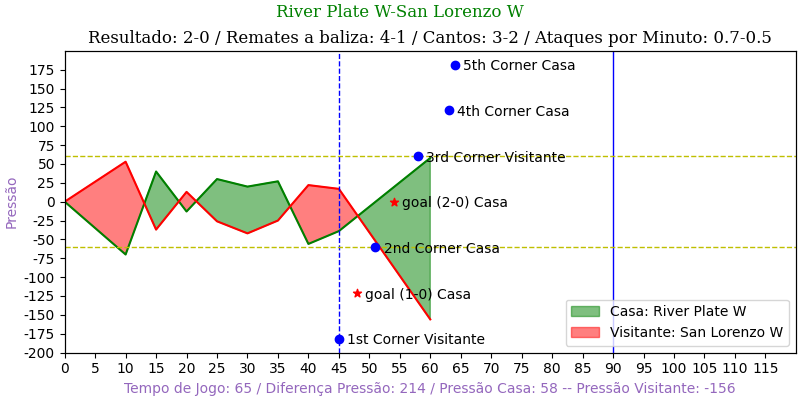 River Plate W-San Lorenzo W
Resultado: 2-0 / Remates a baliza: 4-1 / Cantos: 3-2 / Ataques por Minuto: 0.7-0.5
175
150
125
100
75
50
25
0
-25
-50
-75
-100
-125
-150
-175
-200
Pressão
5th Corner Casa
4th Corner Casa
3rd Corner Visitante
goal (2-0) Casa
2nd Corner Casa
goal (1-0) Casa
1st Corner Visitante
Casa: River Plate W
Visitante: San Lorenzo W
0 5 10 15 20 25 30 35 40 45 50 55 60 65 70 75 80 85 90 95 100 105 110 115
Tempo de Jogo: 65 / Diferença Pressão: 214 / Pressão Casa: 58 -- Pressão Visitante: -156